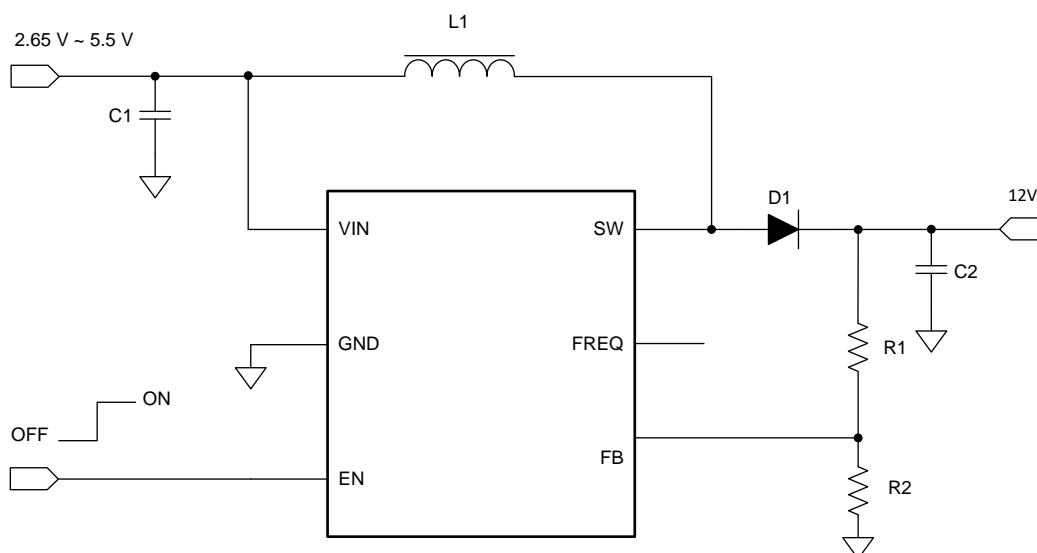 L1
2.65 V ~ 5.5 V
C1
D1
12V
VIN
SW
C2
GND
FREQ
R1
ON
OFF
FB
EN
R2